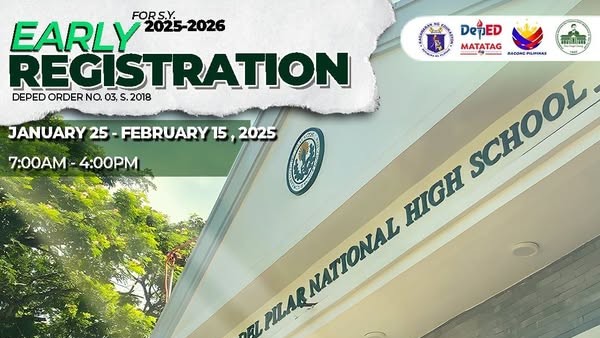 FOR S.Y.
EARLY 2025-2026
REGISTRATION
DEPED ORDER NO. 03, S. 2018
JANUARY 25 - FEBRUARY 15 , 2025
7:00AM - 4:00PM
DepED
MATATAG
BAGONG PILIPINAS
DEL PILAR NATIONAL HIGH SCHOOL